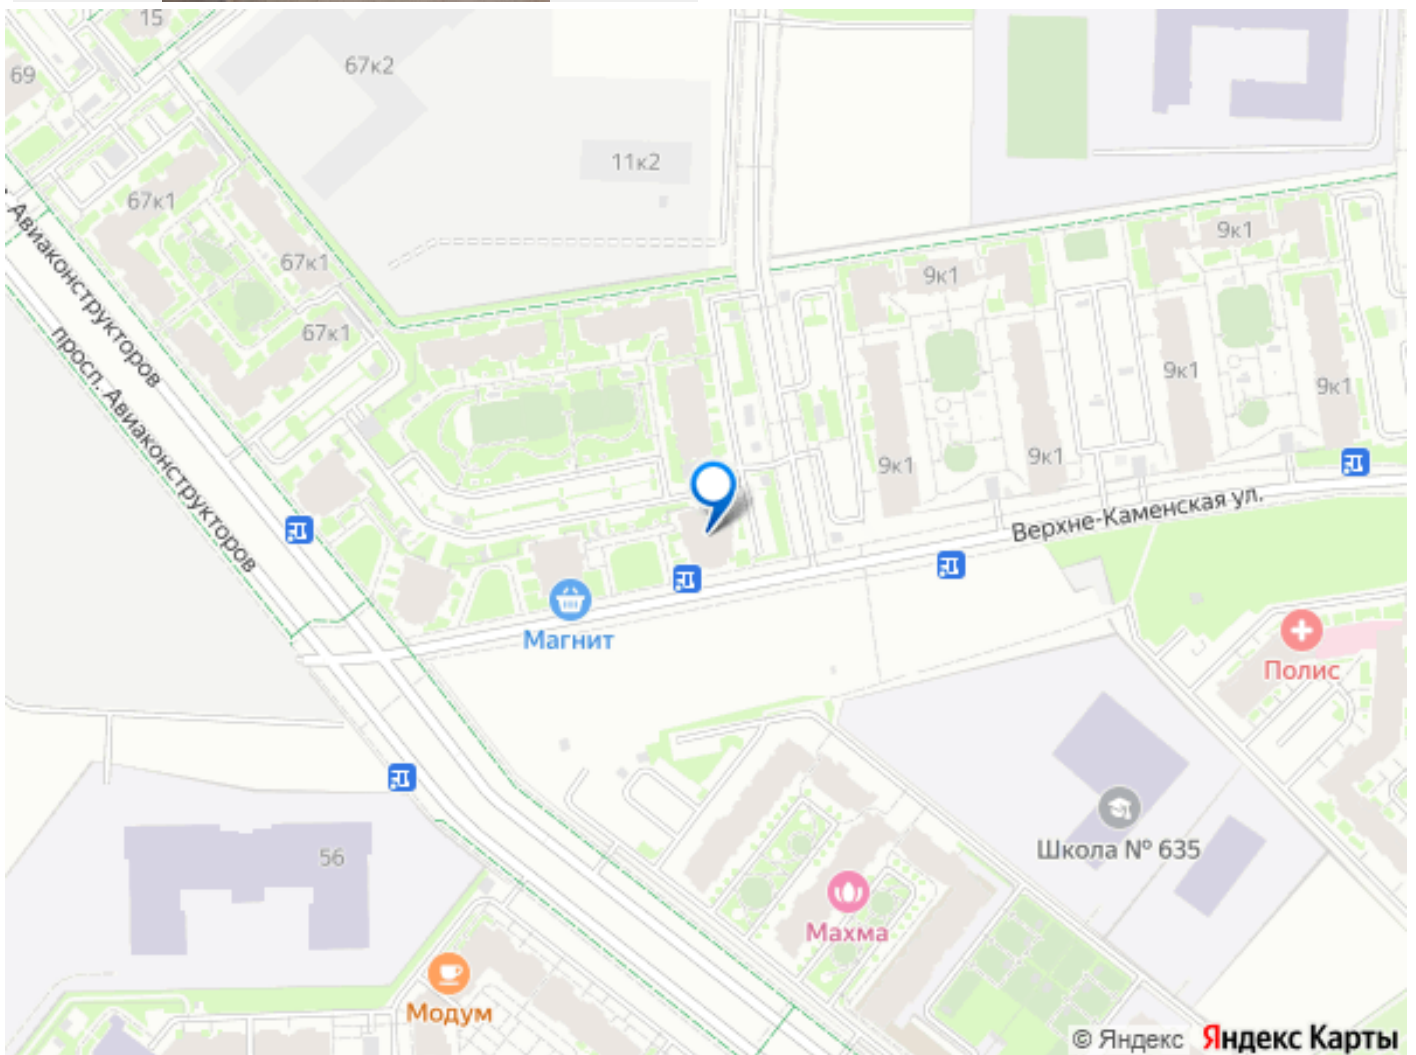 15
69
67к2
11к2
67к1
67к1
67к1
Авиаконструкторов
просп. Авиаконструкторов
9к1
9к1
9к1
9к1
9к1
9к1
Верхне-Каменская ул.
Магнит
Полис
Школа № 635
56
Махма
Модум
© Яндекс Яндекс Карты